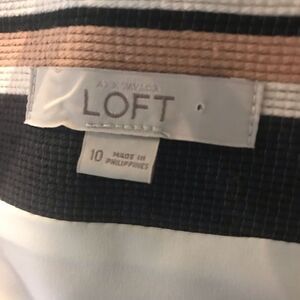 ANN TAYLOR
LOFT
10
MADE IN
PHILIPPINES